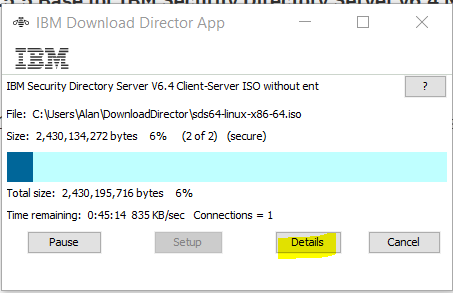 IBM Download Director App
IBM
IBM Security Directory Server V6.4 Client-Server ISO without ent
?
File: C:\Users\Alan\DownloadDirector\sds64-linux-x86-64.iso
Size: 2,430,134,272 bytes 6% (2 of 2) (secure)
Total size: 2,430,195,716 bytes 6%
Time remaining: 0:45:14 835 KB/sec Connections = 1
Pause Setup Details Cancel